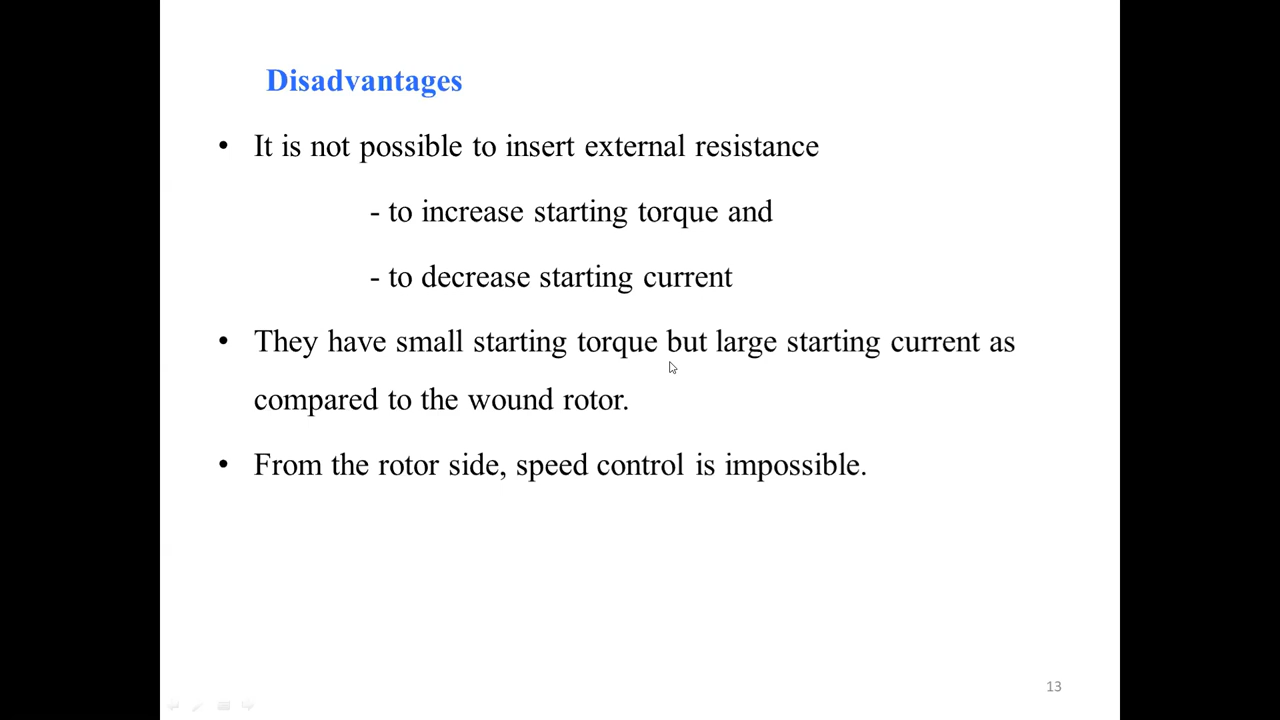 Disadvantages
• It is not possible to insert external resistance
- to increase starting torque and
- to decrease starting current
• They have small starting torque but large starting current as
compared to the wound rotor.
• From the rotor side, speed control is impossible.
13